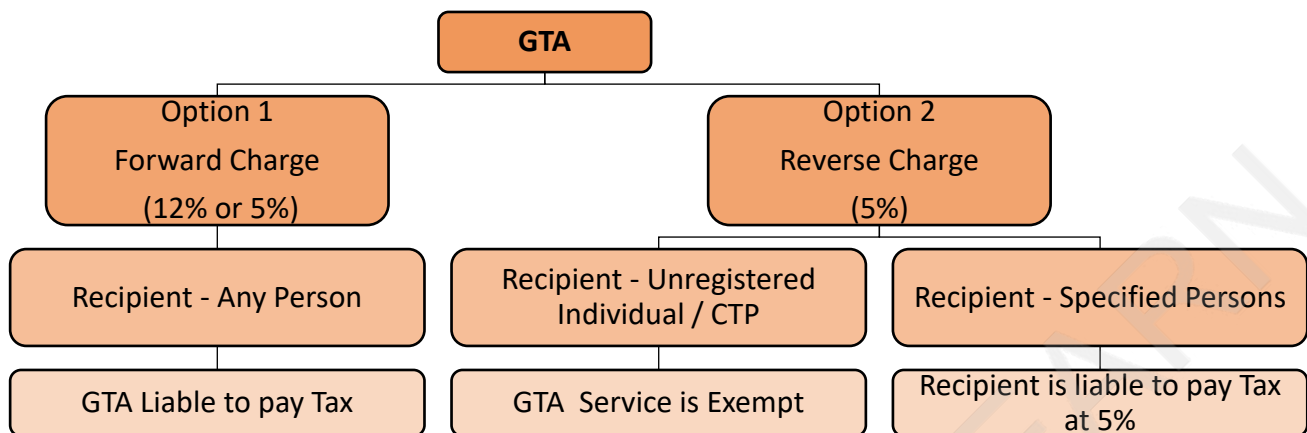 GTA
Option 1
Forward Charge
(12% or 5%)
Option 2
Reverse Charge
(5%)
Recipient - Any Person
Recipient - Unregistered
Individual / CTP
Recipient - Specified Persons
GTA Liable to pay Tax
GTA Service is Exempt
Recipient is liable to pay Tax
at 5%